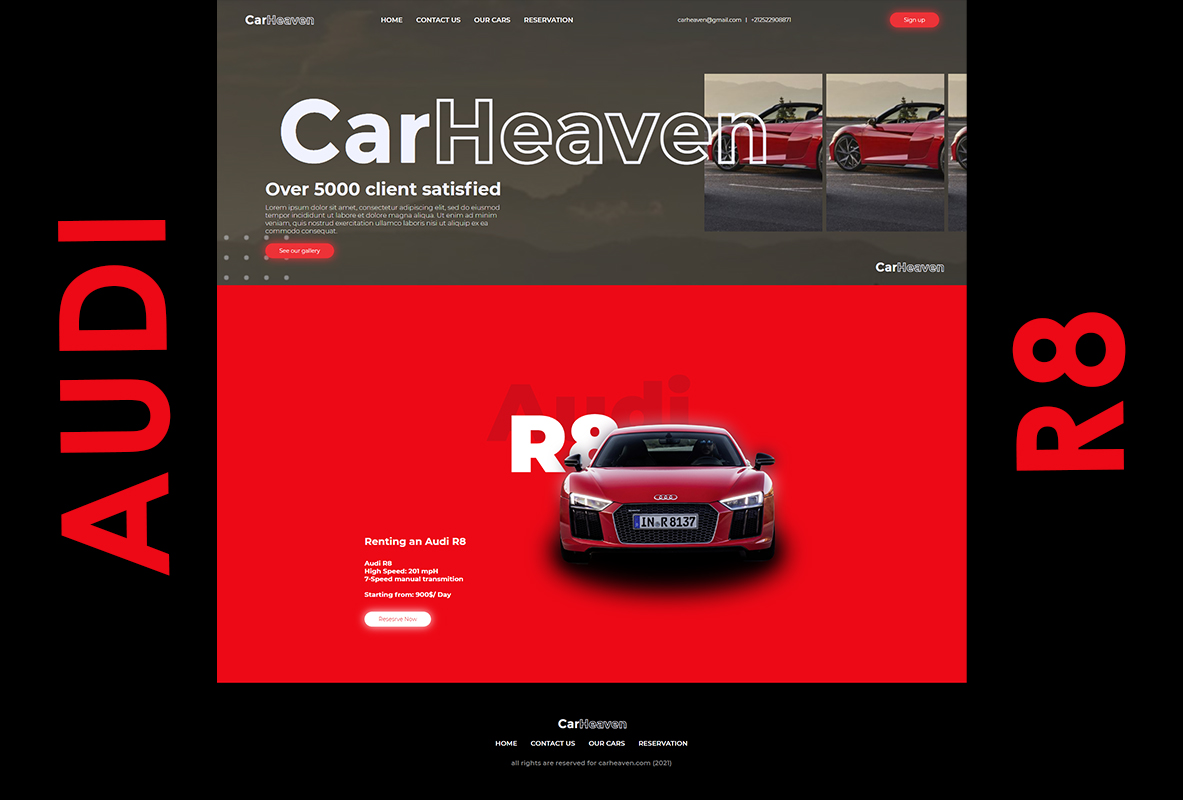 CarHeaven
HOME CONTACT US OUR CARS RESERVATION
carheaven@gmail.com | +212522908871
Sign up
CarHeaven
Over 5000 client satisfied
Lorem ipsum dolor sit amet, consectetur adipiscing elit, sed do eiusmod
tempor incididunt ut labore et dolore magna aliqua. Ut enim ad minim
veniam, quis nostrud exercitation ullamco laboris nisi ut aliquip ex ea
commodo consequat.
See our gallery
CarHeaven
AUDI
R8
Audi
R8
IN R 8137
Renting an Audi R8
Audi R8
High Speed: 201 mpH
7-Speed manual transmition
Starting from: 900$/ Day
Resesrve Now
CarHeaven
HOME CONTACT US OUR CARS RESERVATION
all rights are reserved for carheaven.com (2021)